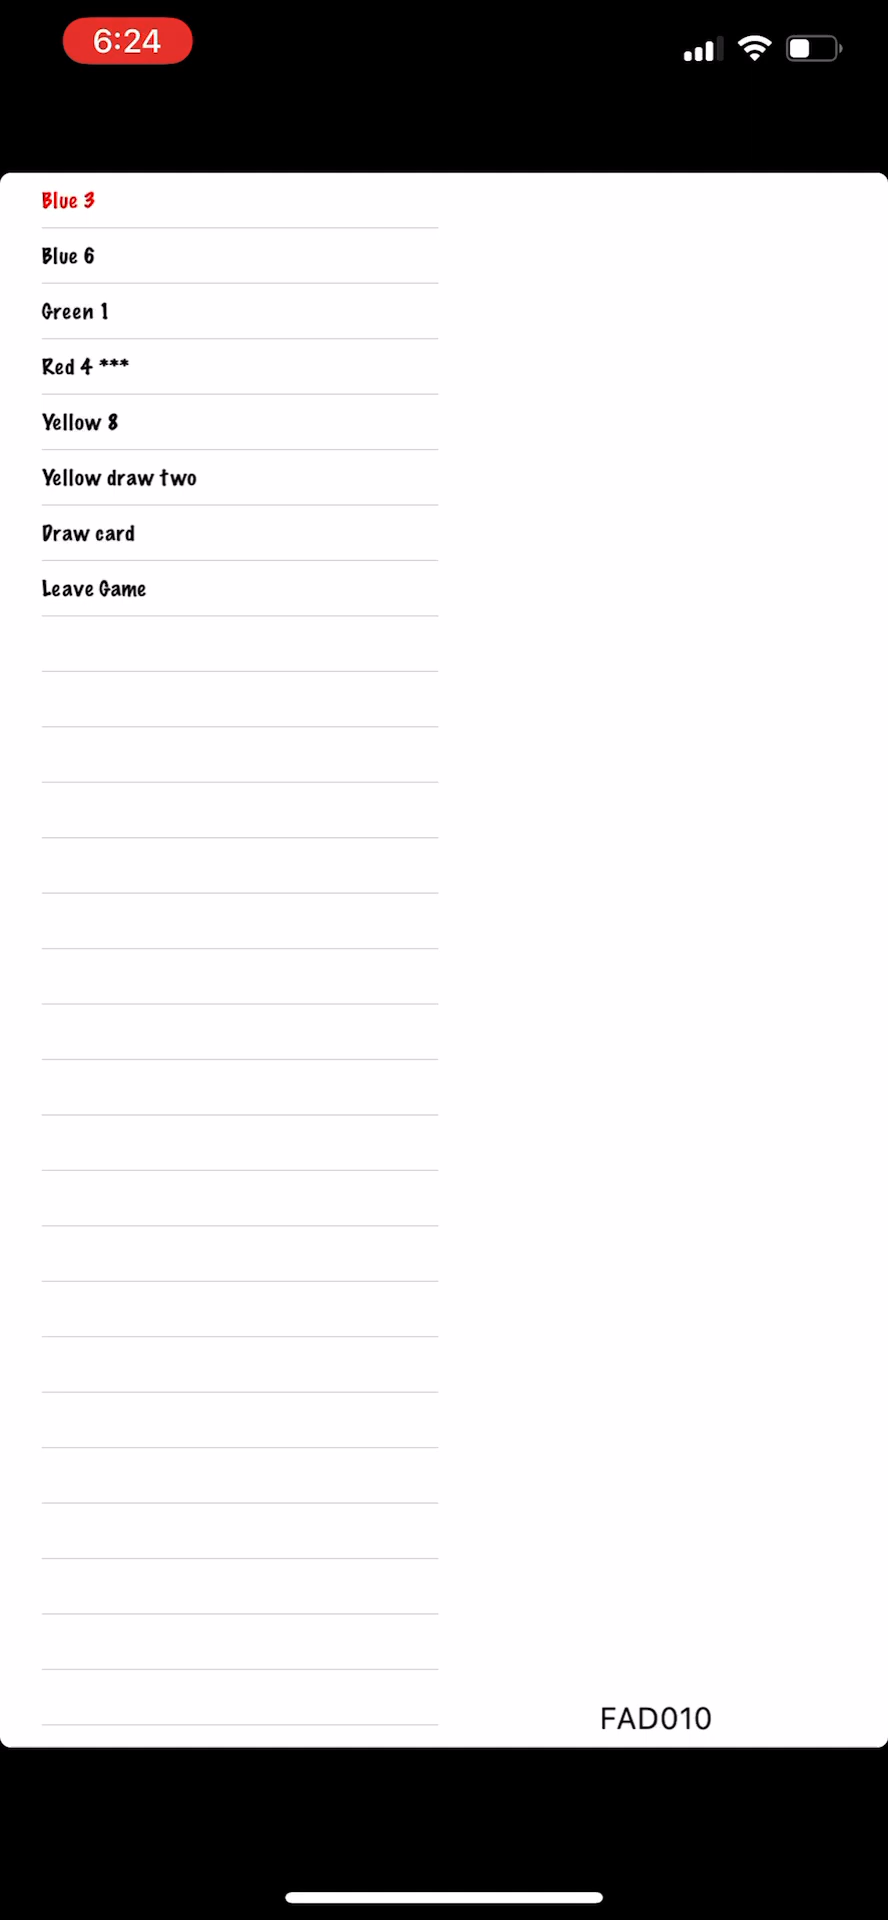 6:24
Blue 3
Blue 6
Green 1
Red 4 ***
Yellow 8
Yellow draw two
Draw card
Leave Game
FAD010